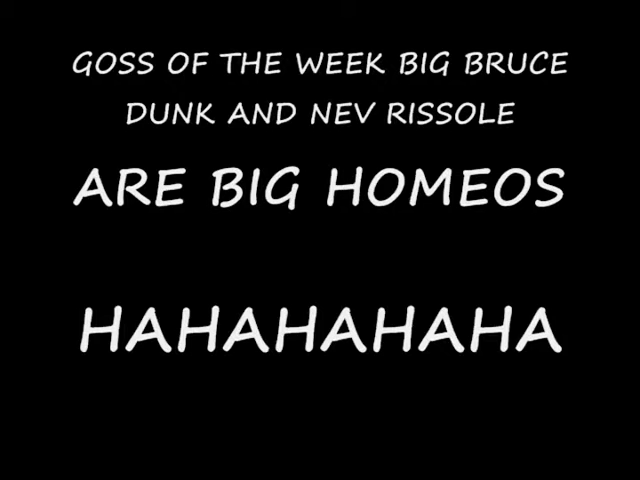 GOSS OF THE WEEK BIG BRUCE
DUNK AND NEV RISSOLE
ARE BIG HOMEOS
HAHAHAHAHA